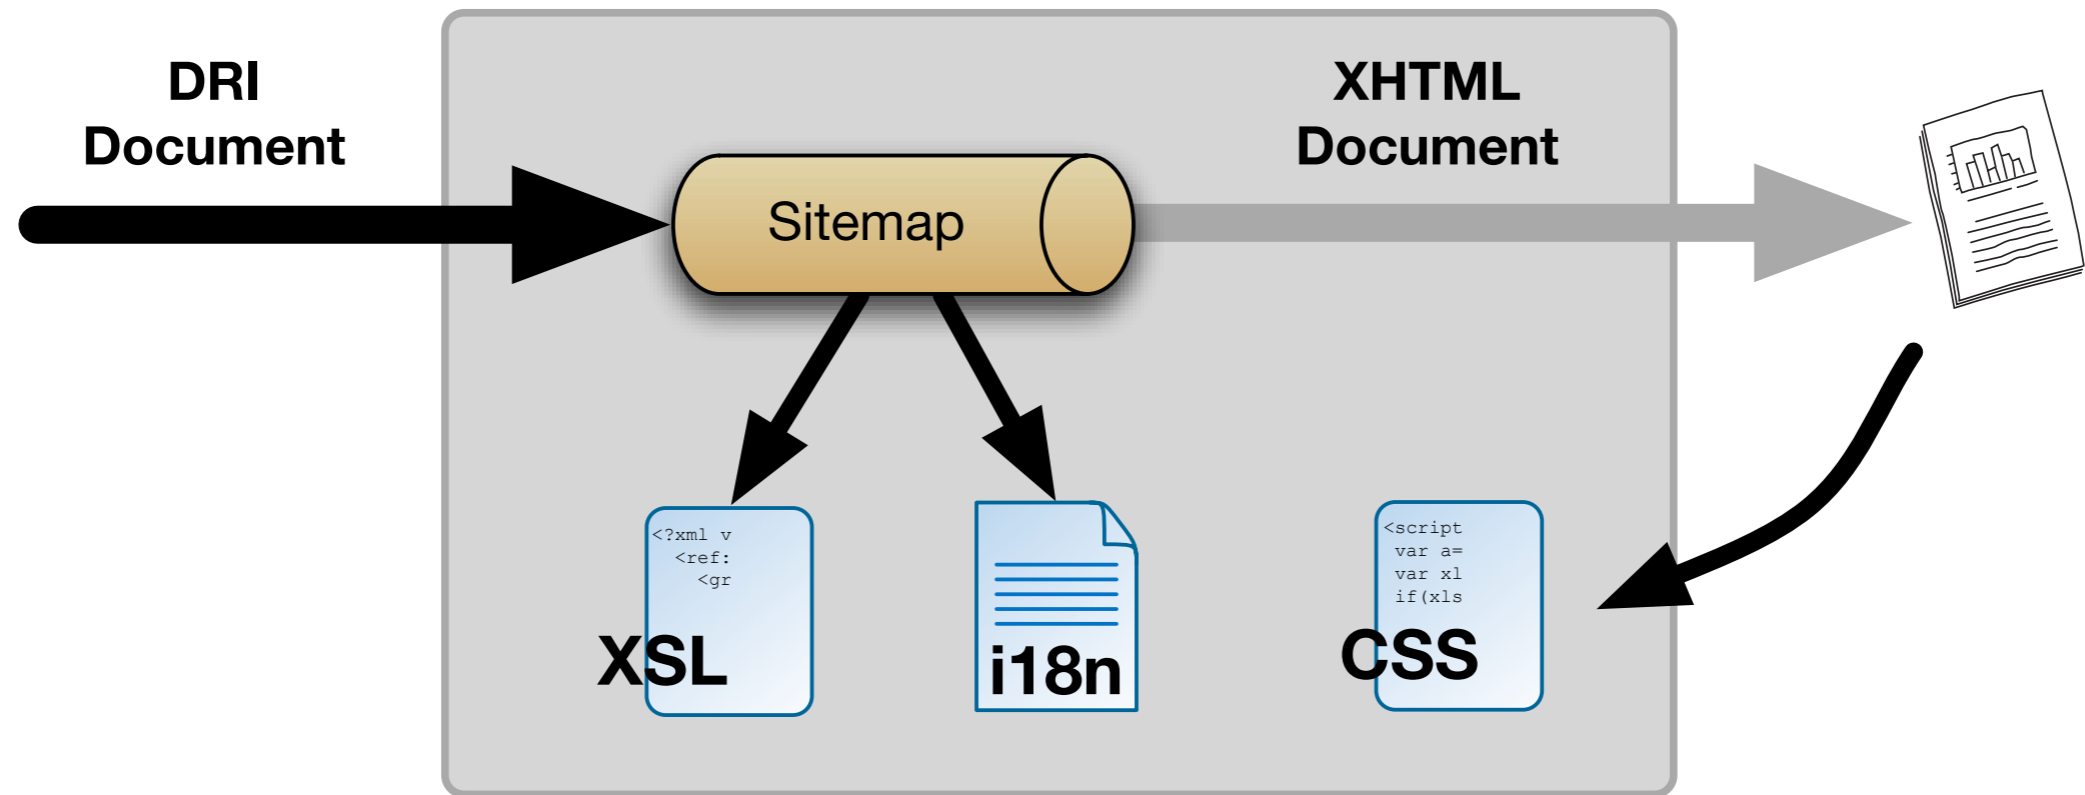 DRI
Document
XHTML
Document
Sitemap
<?xml v
<ref:
<gr
XSL
i18n
<script
var a=
var xl
if(xls
CSS